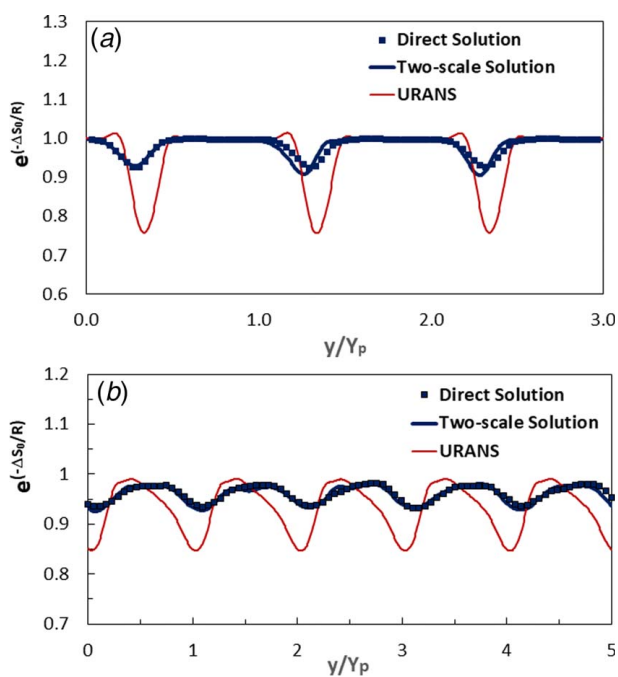 (a)
Direct Solution
Two-scale Solution
URANS
1.3
1.2
1.1
1.0
0.9
0.8
0.7
0.6
e^(-Δs₀/R)
0.0 1.0 2.0 3.0
y/Yₚ
(b)
Direct Solution
Two-scale Solution
URANS
1.2
1.1
1
0.9
0.8
0.7
e^(-Δs₀/R)
0 1 2 3 4 5
y/Yₚ